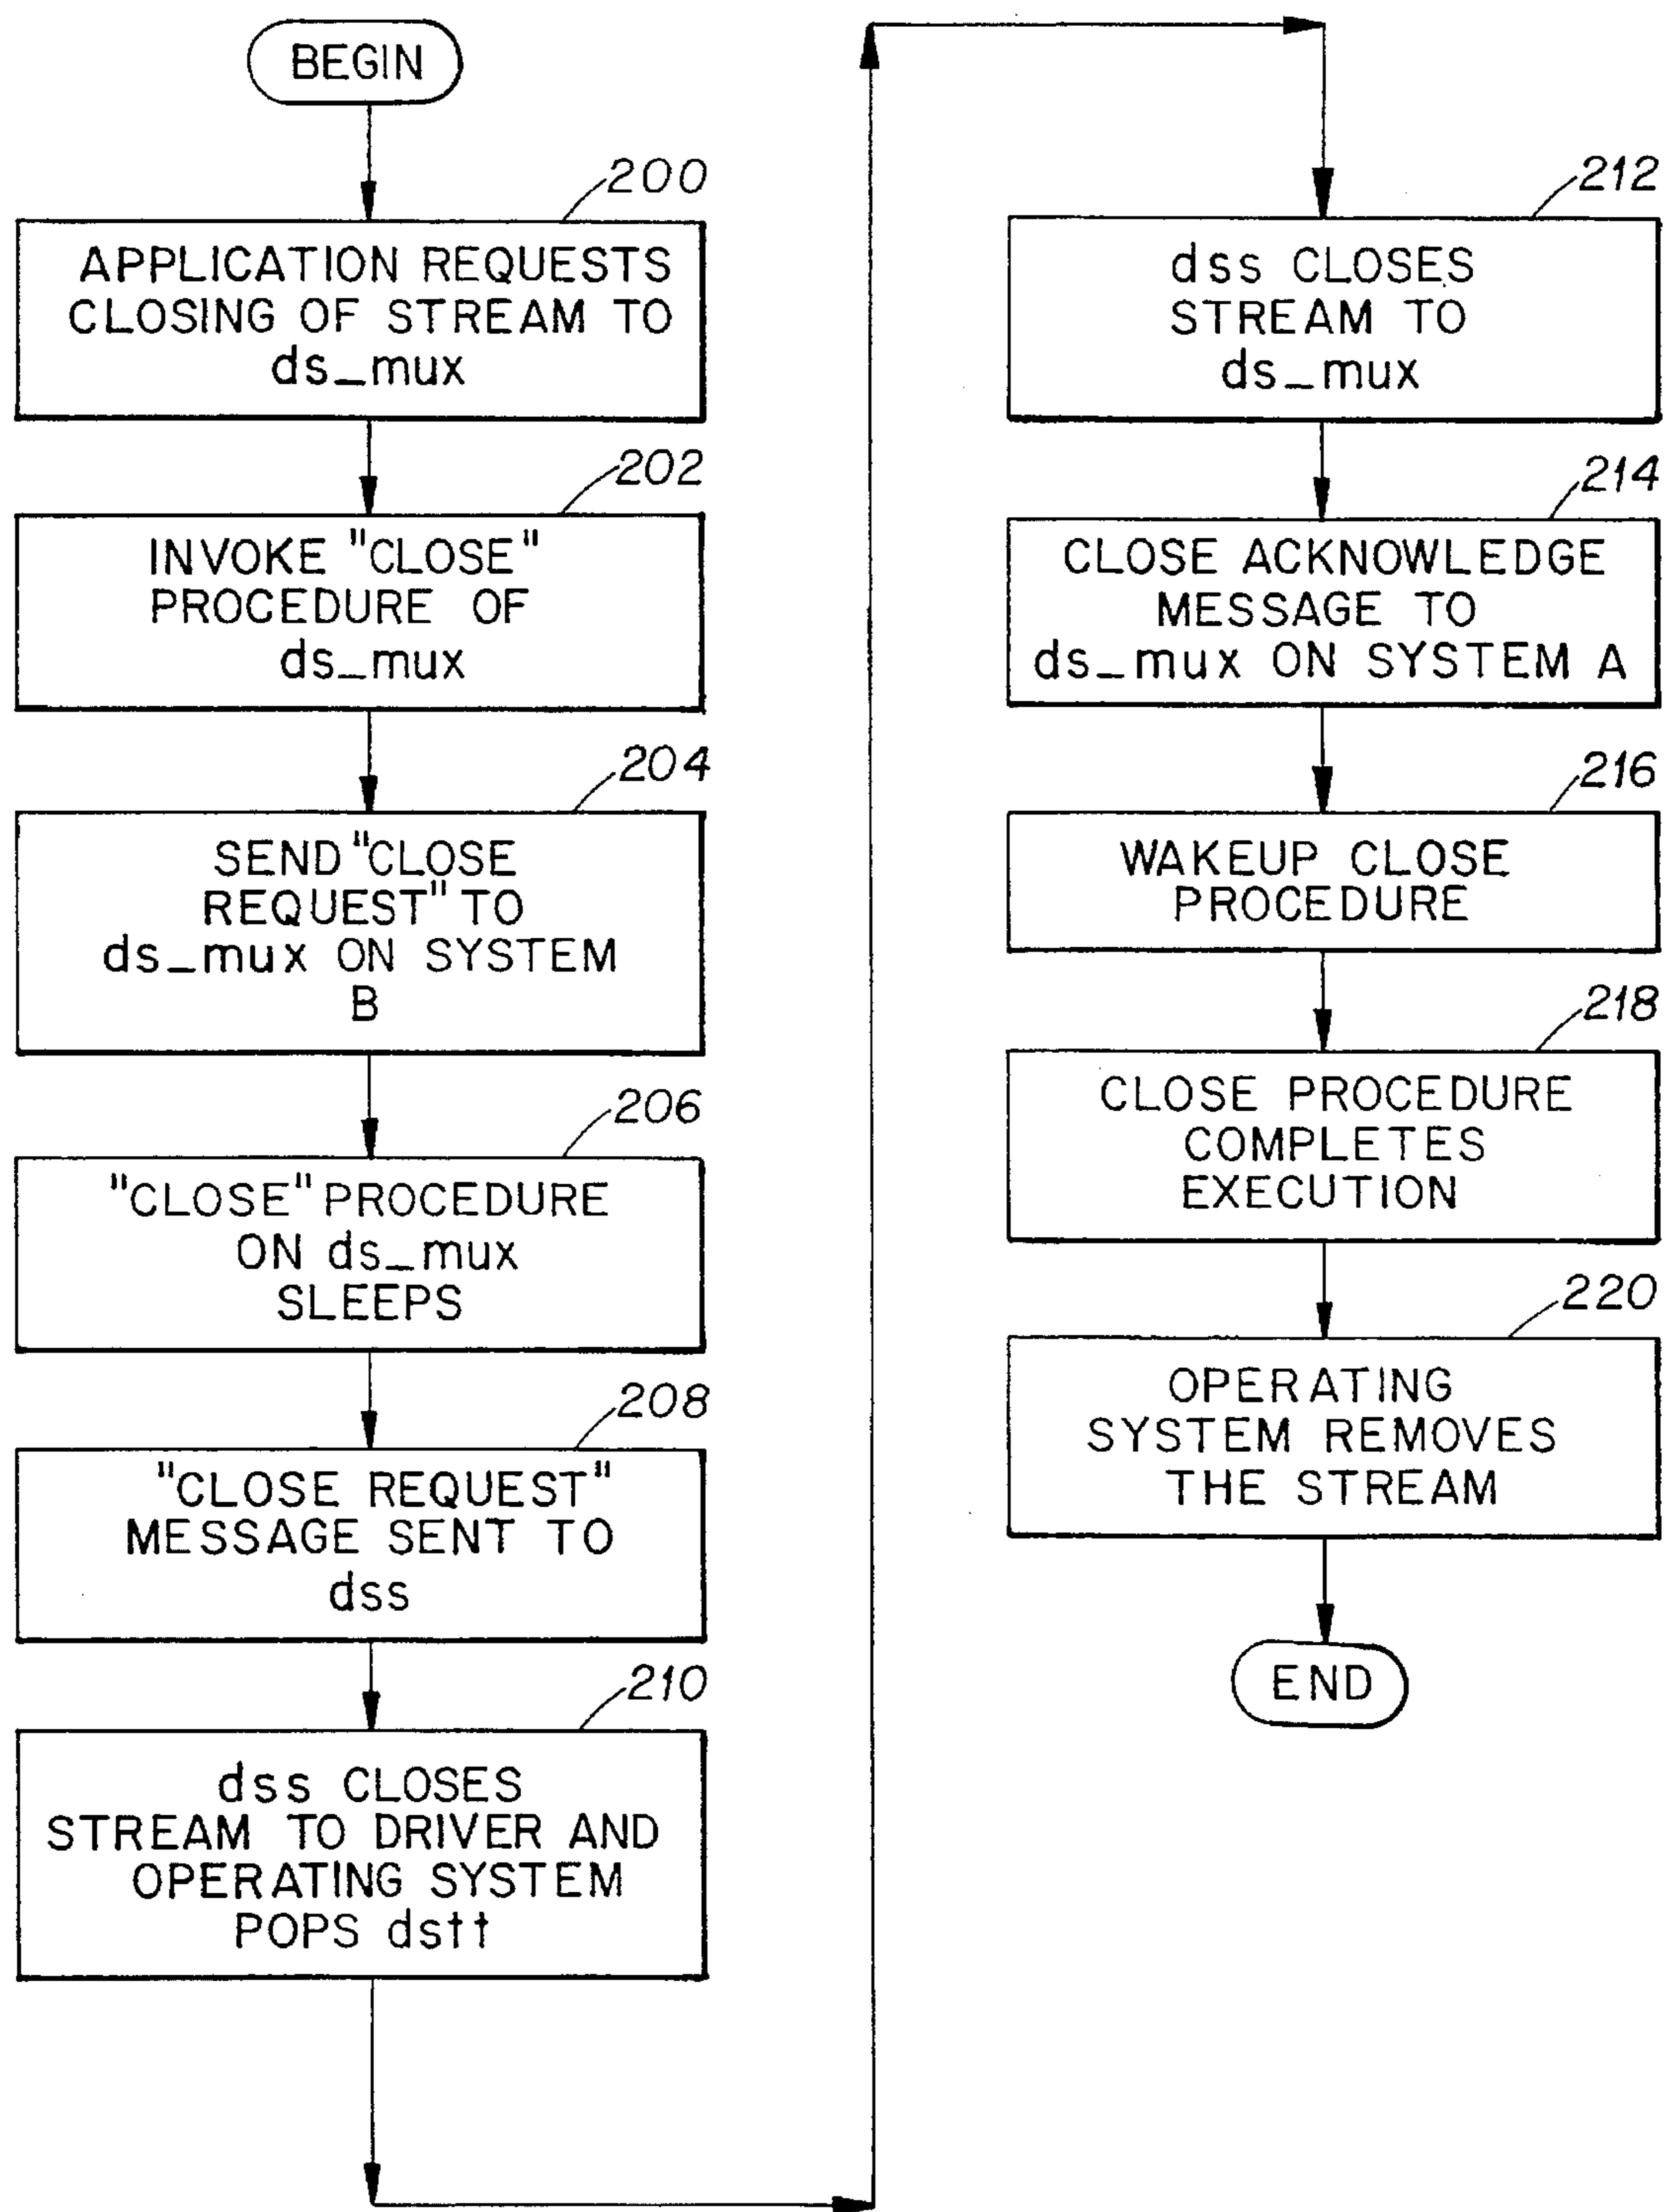 BEGIN
200
APPLICATION REQUESTS
CLOSING OF STREAM TO
ds_mux
202
INVOKE "CLOSE"
PROCEDURE OF
ds_mux
204
SEND "CLOSE
REQUEST" TO
ds_mux ON SYSTEM
B
206
"CLOSE" PROCEDURE
ON ds_mux
SLEEPS
208
"CLOSE REQUEST"
MESSAGE SENT TO
dss
210
dss CLOSES
STREAM TO DRIVER AND
OPERATING SYSTEM
POPS dstt
212
dss CLOSES
STREAM TO
ds_mux
214
CLOSE ACKNOWLEDGE
MESSAGE TO
ds_mux ON SYSTEM A
216
WAKEUP CLOSE
PROCEDURE
218
CLOSE PROCEDURE
COMPLETES
EXECUTION
220
OPERATING
SYSTEM REMOVES
THE STREAM
END